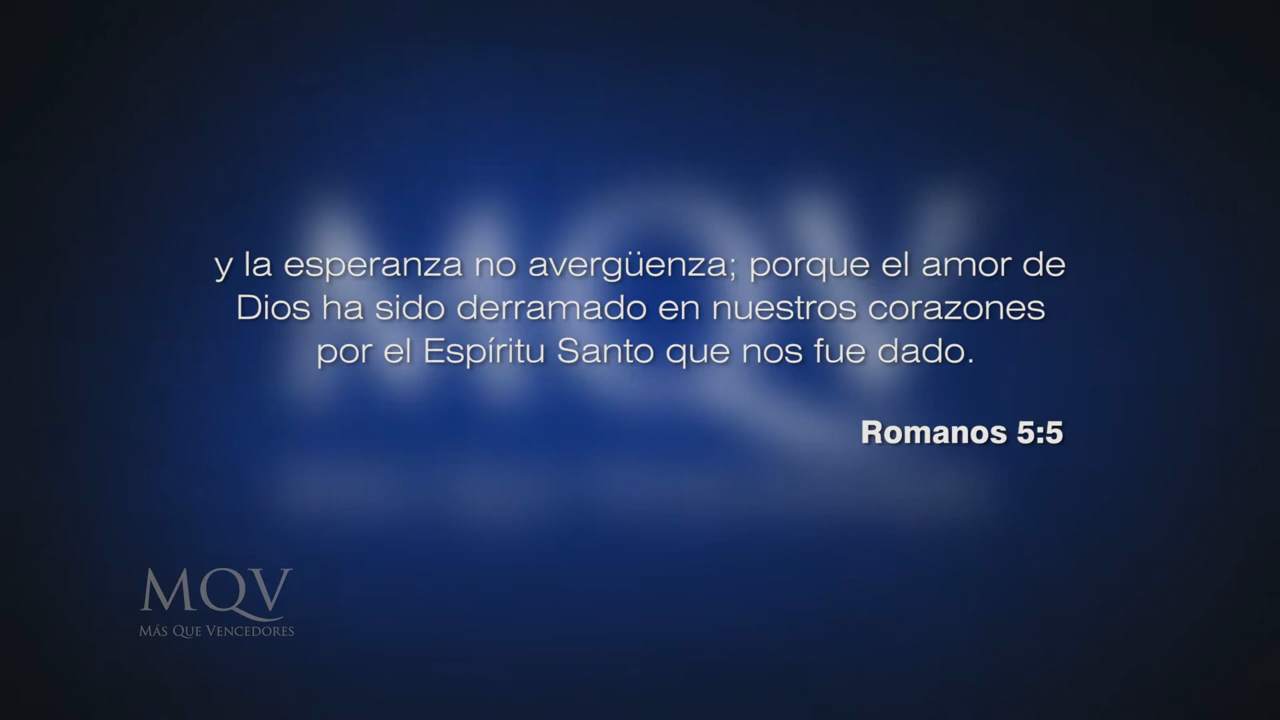 y la esperanza no avergüenza; porque el amor de
Dios ha sido derramado en nuestros corazones
por el Espíritu Santo que nos fue dado.
Romanos 5:5
MQV
MÁS QUE VENCEDORES